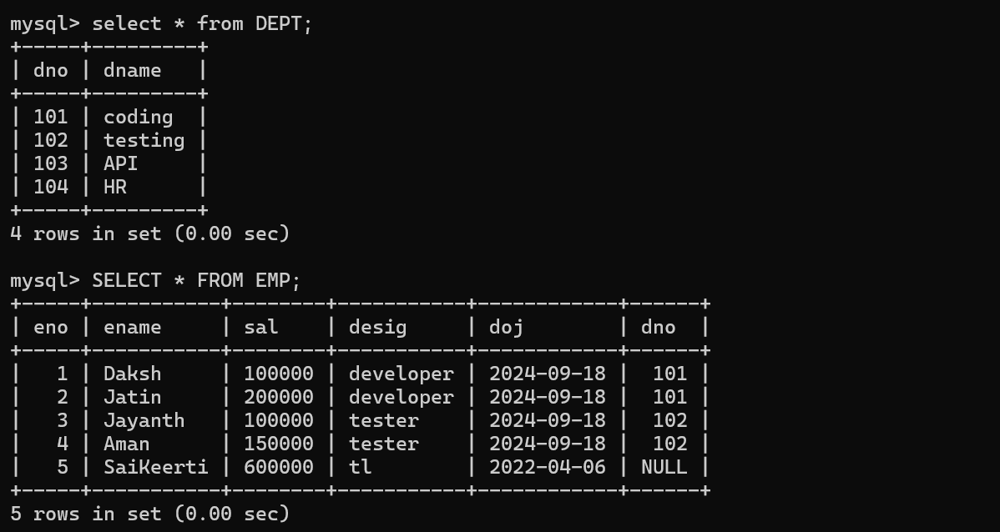 mysql> select * from DEPT;
+-----+---------+
| dno | dname   |
+-----+---------+
| 101 | coding  |
| 102 | testing |
| 103 | API     |
| 104 | HR      |
+-----+---------+
4 rows in set (0.00 sec)

mysql> SELECT * FROM EMP;
+-----+-----------+--------+-----------+------------+------+
| eno | ename     | sal    | desig     | doj        | dno  |
+-----+-----------+--------+-----------+------------+------+
|   1 | Daksh     | 100000 | developer | 2024-09-18 |  101 |
|   2 | Jatin     | 200000 | developer | 2024-09-18 |  101 |
|   3 | Jayanth   | 100000 | tester    | 2024-09-18 |  102 |
|   4 | Aman      | 150000 | tester    | 2024-09-18 |  102 |
|   5 | SaiKeerti | 600000 | tl        | 2022-04-06 | NULL |
+-----+-----------+--------+-----------+------------+------+
5 rows in set (0.00 sec)